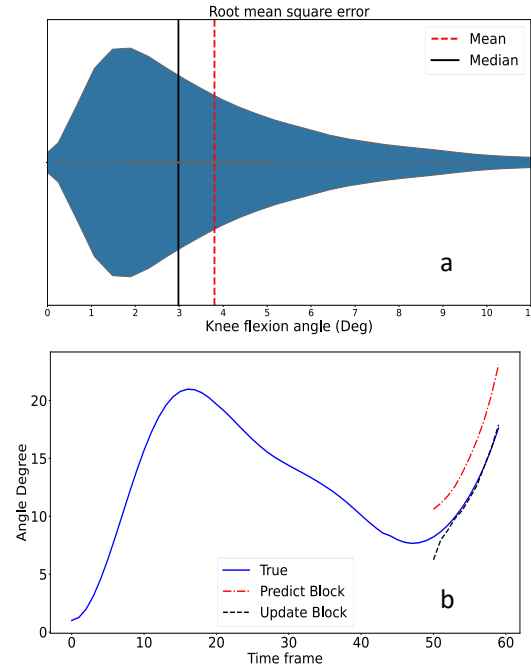 Root mean square error
Mean
Median
a
0 1 2 3 4 5 6 7 8 9 10 11
Knee flexion angle (Deg)
20
15
10
5
0
Angle Degree
True
Predict Block
Update Block
b
0 10 20 30 40 50 60
Time frame